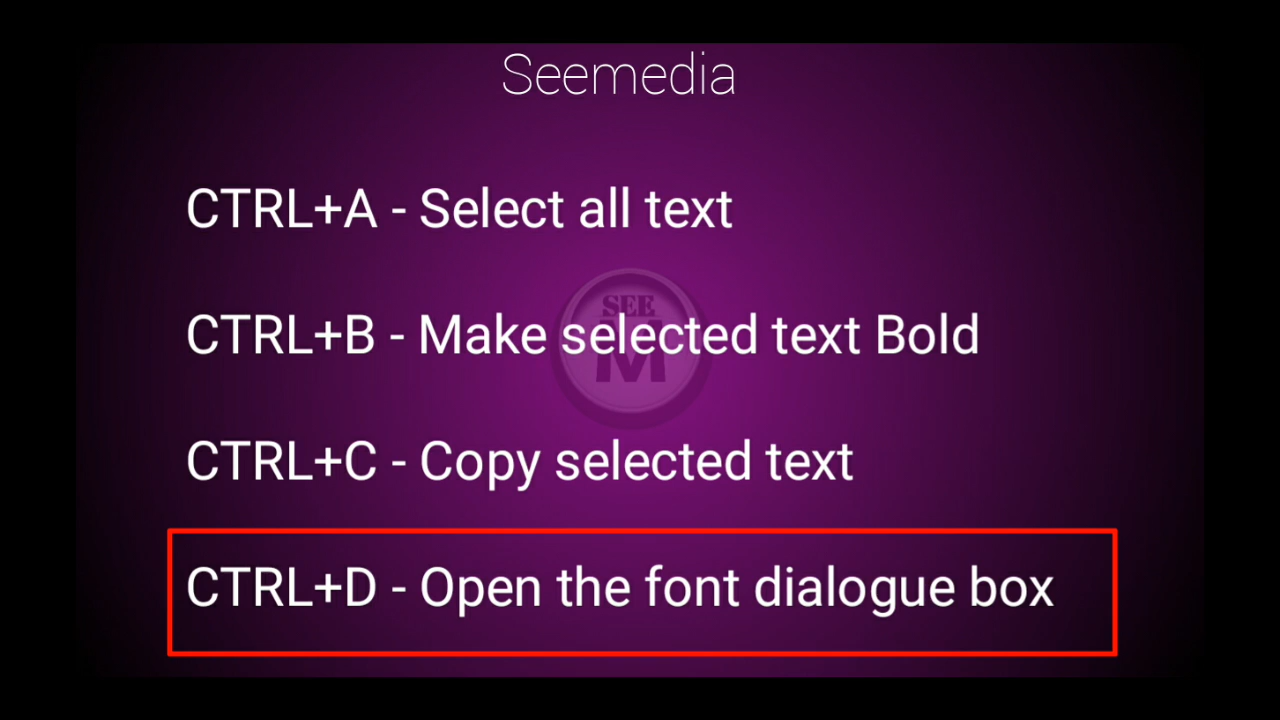 Seemedia
CTRL+A - Select all text
SEE
M
CTRL+B - Make selected text Bold
CTRL+C - Copy selected text
CTRL+D - Open the font dialogue box